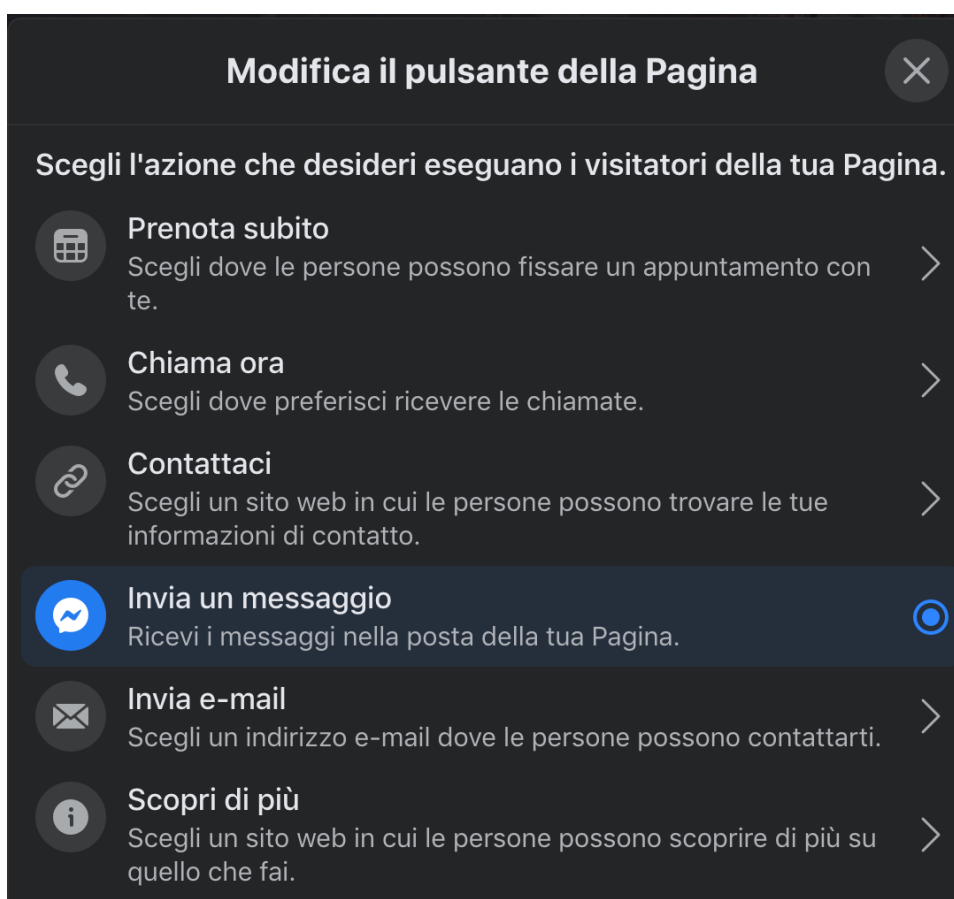 Modifica il pulsante della Pagina
Scegli l'azione che desideri eseguano i visitatori della tua Pagina.
Prenota subito
Scegli dove le persone possono fissare un appuntamento con
te.
Chiama ora
Scegli dove preferisci ricevere le chiamate.
Contattaci
Scegli un sito web in cui le persone possono trovare le tue
informazioni di contatto.
Invia un messaggio
Ricevi i messaggi nella posta della tua Pagina.
Invia e-mail
Scegli un indirizzo e-mail dove le persone possono contattarti.
Scopri di più
Scegli un sito web in cui le persone possono scoprire di più su
quello che fai.